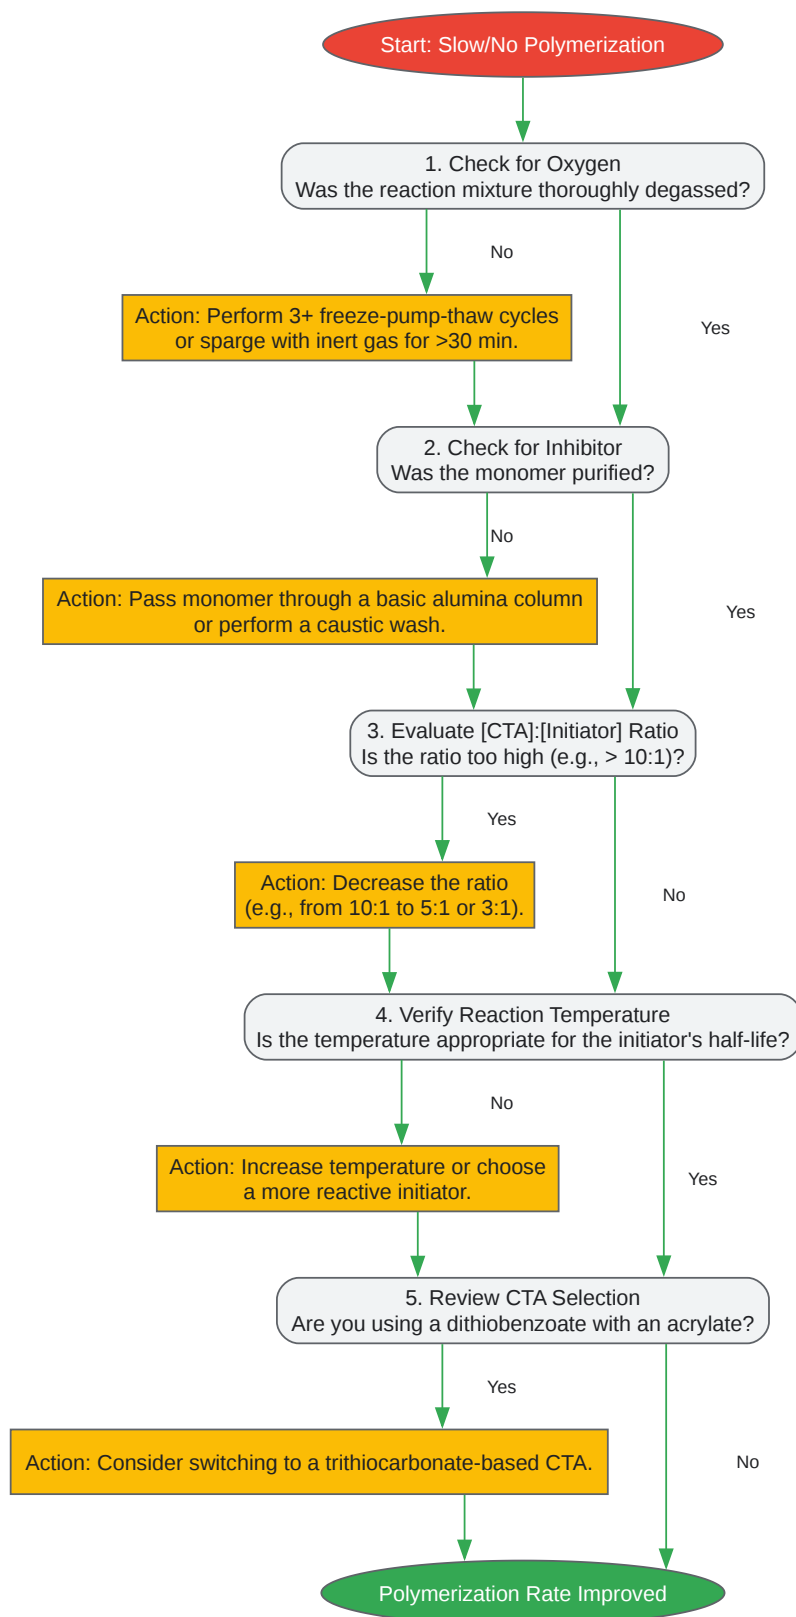 Start: Slow/No Polymerization
1. Check for Oxygen
Was the reaction mixture thoroughly degassed?
No
Action: Perform 3+ freeze-pump-thaw cycles
or sparge with inert gas for >30 min.
Yes
2. Check for Inhibitor
Was the monomer purified?
No
Action: Pass monomer through a basic alumina column
or perform a caustic wash.
Yes
3. Evaluate [CTA]:[Initiator] Ratio
Is the ratio too high (e.g., > 10:1)?
Yes
Action: Decrease the ratio
(e.g., from 10:1 to 5:1 or 3:1).
No
4. Verify Reaction Temperature
Is the temperature appropriate for the initiator's half-life?
No
Action: Increase temperature or choose
a more reactive initiator.
Yes
5. Review CTA Selection
Are you using a dithiobenzoate with an acrylate?
Yes
Action: Consider switching to a trithiocarbonate-based CTA.
No
Polymerization Rate Improved